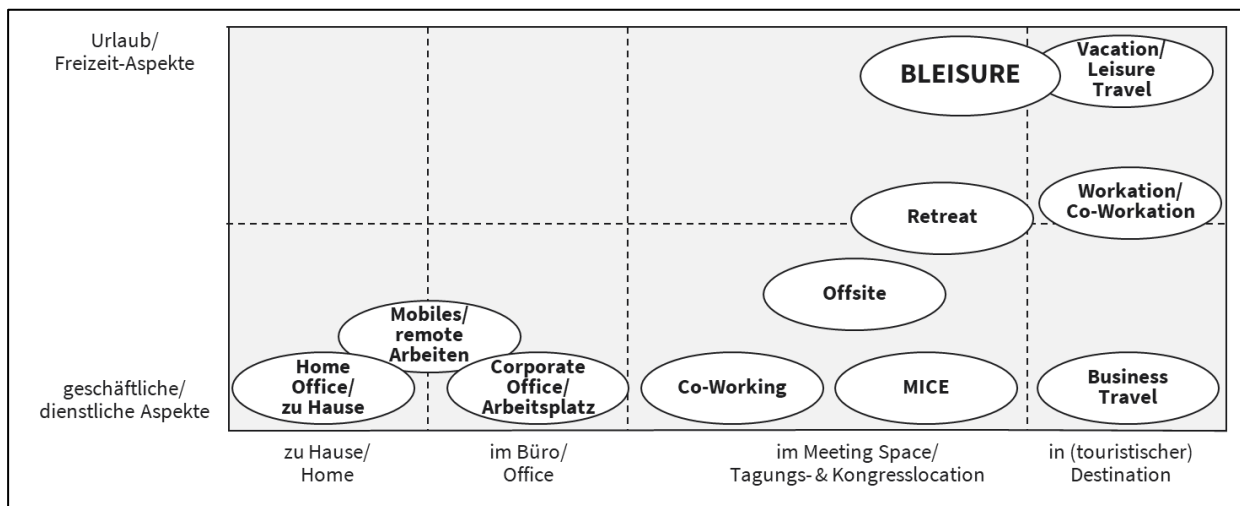 Urlaub/
Freizeit-Aspekte
BLEISURE
Vacation/
Leisure
Travel
Retreat
Workation/
Co-Workation
Offsite
Mobiles/
remote
Arbeiten
geschäftliche/
dienstliche Aspekte
Home
Office/
zu Hause
Corporate
Office/
Arbeitsplatz
Co-Working
MICE
Business
Travel
zu Hause/
Home
im Büro/
Office
im Meeting Space/
Tagungs- & Kongresslocation
in (touristischer)
Destination